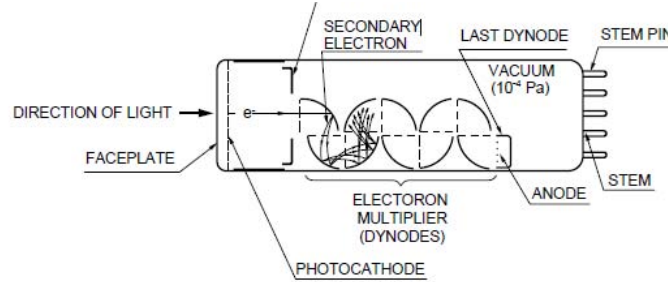 SECONDARY
ELECTRON
LAST DYNODE
STEM PIN
VACUUM
(10⁻⁴ Pa)
DIRECTION OF LIGHT
e-
FACEPLATE
STEM
ANODE
ELECTORON
MULTIPLIER
(DYNODES)
PHOTOCATHODE